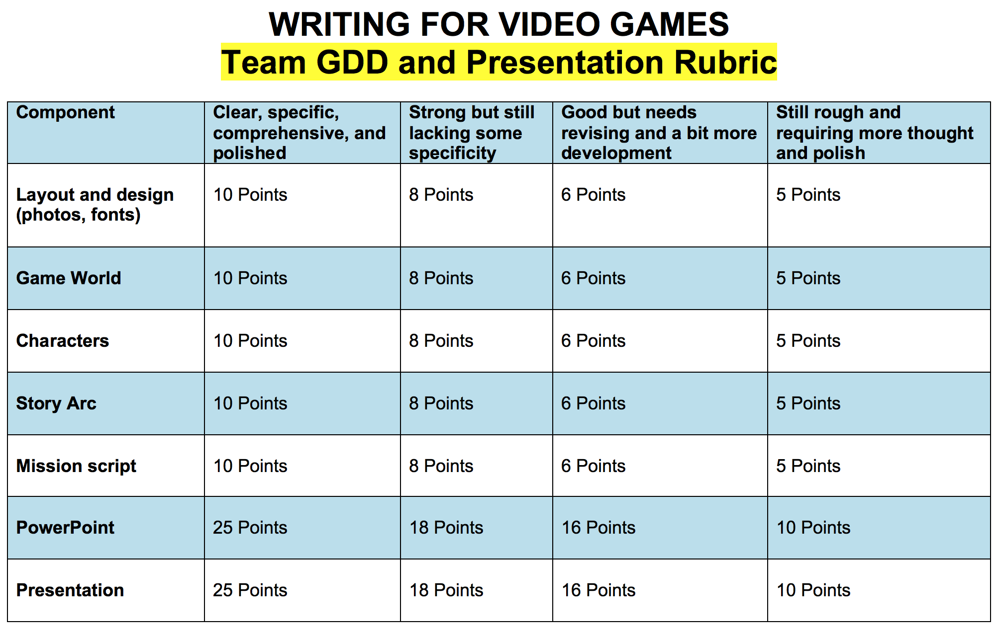 WRITING FOR VIDEO GAMES
Team GDD and Presentation Rubric
Component
Clear, specific,
comprehensive, and
polished
Strong but still
lacking some
specificity
Good but needs
revising and a bit more
development
Still rough and
requiring more thought
and polish
Layout and design
(photos, fonts)
10 Points
8 Points
6 Points
5 Points
Game World
10 Points
8 Points
6 Points
5 Points
Characters
10 Points
8 Points
6 Points
5 Points
Story Arc
10 Points
8 Points
6 Points
5 Points
Mission script
10 Points
8 Points
6 Points
5 Points
PowerPoint
25 Points
18 Points
16 Points
10 Points
Presentation
25 Points
18 Points
16 Points
10 Points